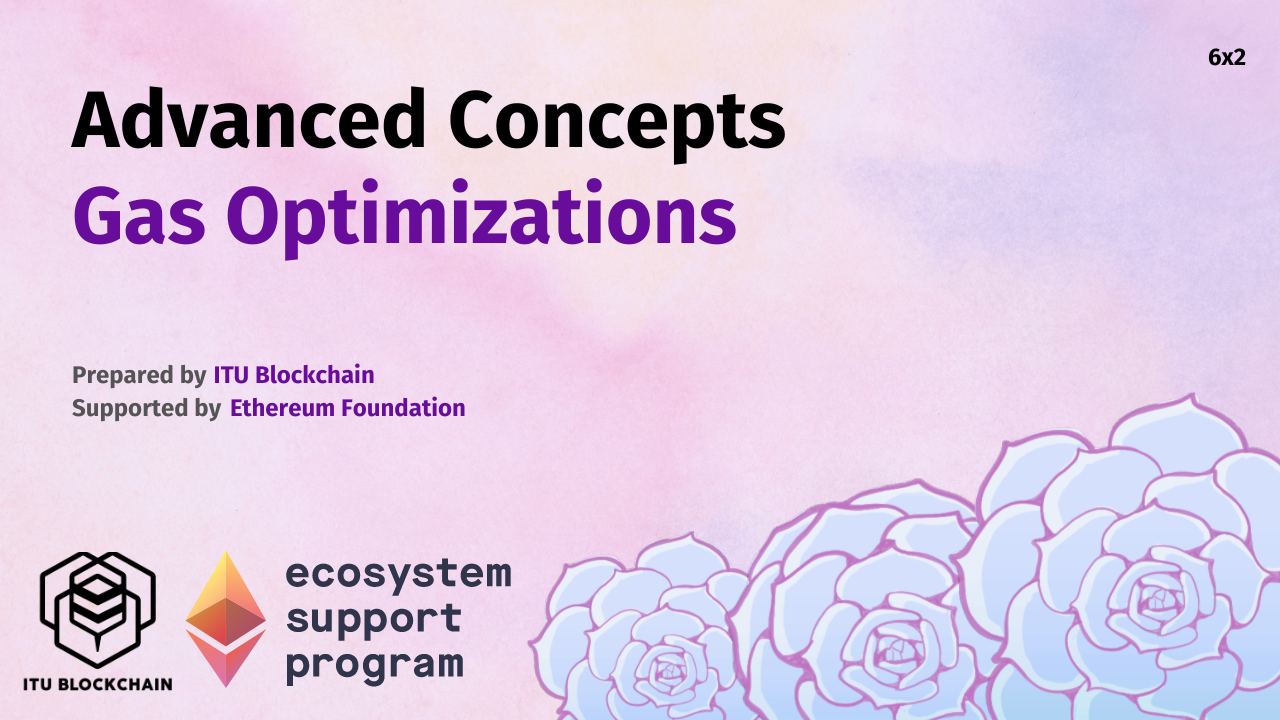 6x2
Advanced Concepts
Gas Optimizations
Prepared by ITU Blockchain
Supported by Ethereum Foundation
ITU BLOCKCHAIN
ecosystem
support
program